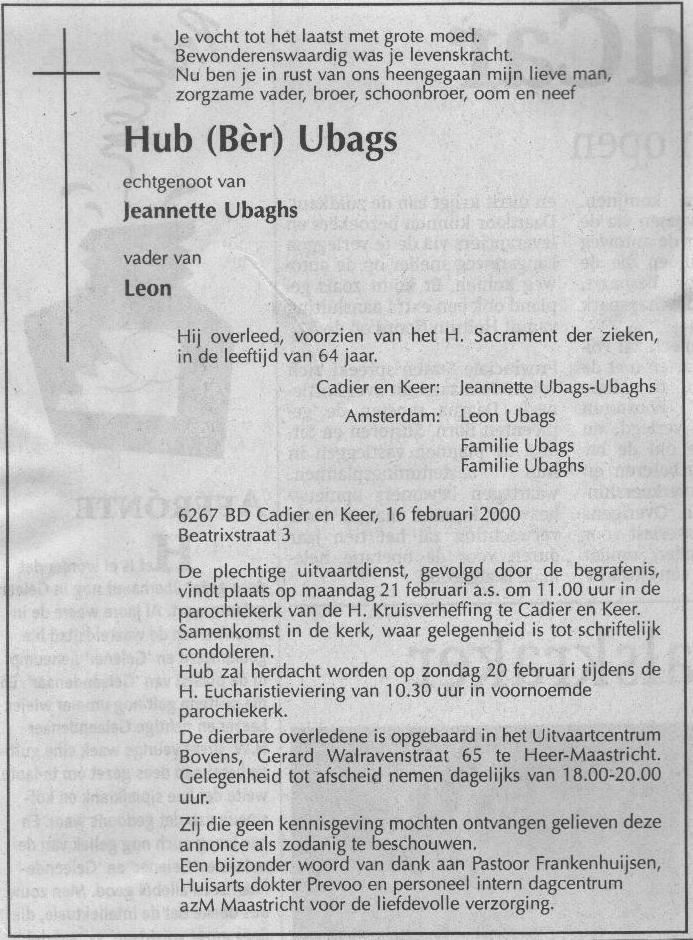 Je vocht tot het laatst met grote moed.
Bewonderenswaardig was je levenskracht.
Nu ben je in rust van ons heengegaan mijn lieve man,
zorgzame vader, broer, schoonbroer, oom en neef
Hub (Bèr) Ubags
echtgenoot van
Jeannette Ubaghs
vader van
Leon
Hij overleed, voorzien van het H. Sacrament der zieken,
in de leeftijd van 64 jaar.
Cadier en Keer: Jeannette Ubags-Ubaghs
Amsterdam: Leon Ubags
Familie Ubags
Familie Ubaghs
6267 BD Cadier en Keer, 16 februari 2000
Beatrixstraat 3
De plechtige uitvaartdienst, gevolgd door de begrafenis,
vindt plaats op maandag 21 februari a.s. om 11.00 uur in de
parochiekerk van de H. Kruisverheffing te Cadier en Keer.
Samenkomst in de kerk, waar gelegenheid is tot schriftelijk
condoleren.
Hub zal herdacht worden op zondag 20 februari tijdens de
H. Eucharistieviering van 10.30 uur in voornoemde
parochiekerk.
De dierbare overledene is opgebaard in het Uitvaartcentrum
Bovens, Gerard Walravenstraat 65 te Heer-Maastricht.
Gelegenheid tot afscheid nemen dagelijks van 18.00-20.00
uur.
Zij die geen kennisgeving mochten ontvangen gelieven deze
annonce als zodanig te beschouwen.
Een bijzonder woord van dank aan Pastoor Frankenhuijsen,
Huisarts dokter Prevoo en personeel intern dagcentrum
azM Maastricht voor de liefdevolle verzorging.